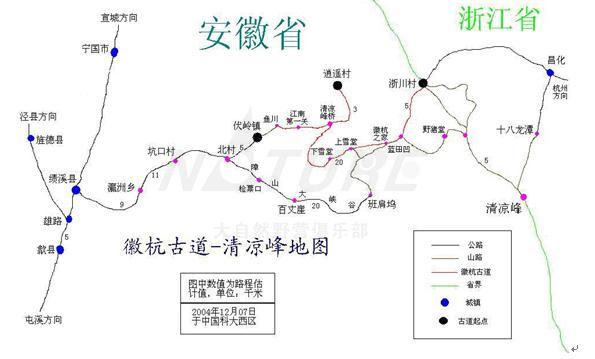 宣城方向
安徽省
浙江省
宁国市
逍遥村
昌化
杭州
方向
泾县方向
旌德县
伏岭镇
鱼川
江南
第一关
清凉
峰桥
3
浙川村
5
野猪堂
十八龙潭
坑口村
北村
5
下雪堂
上雪堂
20
徽杭
之家
蓝田凹
5
绩溪县
瀛洲乡
11
9
障
山
大
峡
谷
检票口
百丈崖
20
班肩坞
清凉峰
雄路
歙县
屯溪方向
大自然野营俱乐部
徽杭古道-清凉峰地图
图中数值为路程估
计值，单位：千米
2004年12月07日
于中国科大西区
公路
山路
徽杭古道
省界
城镇
古道起点